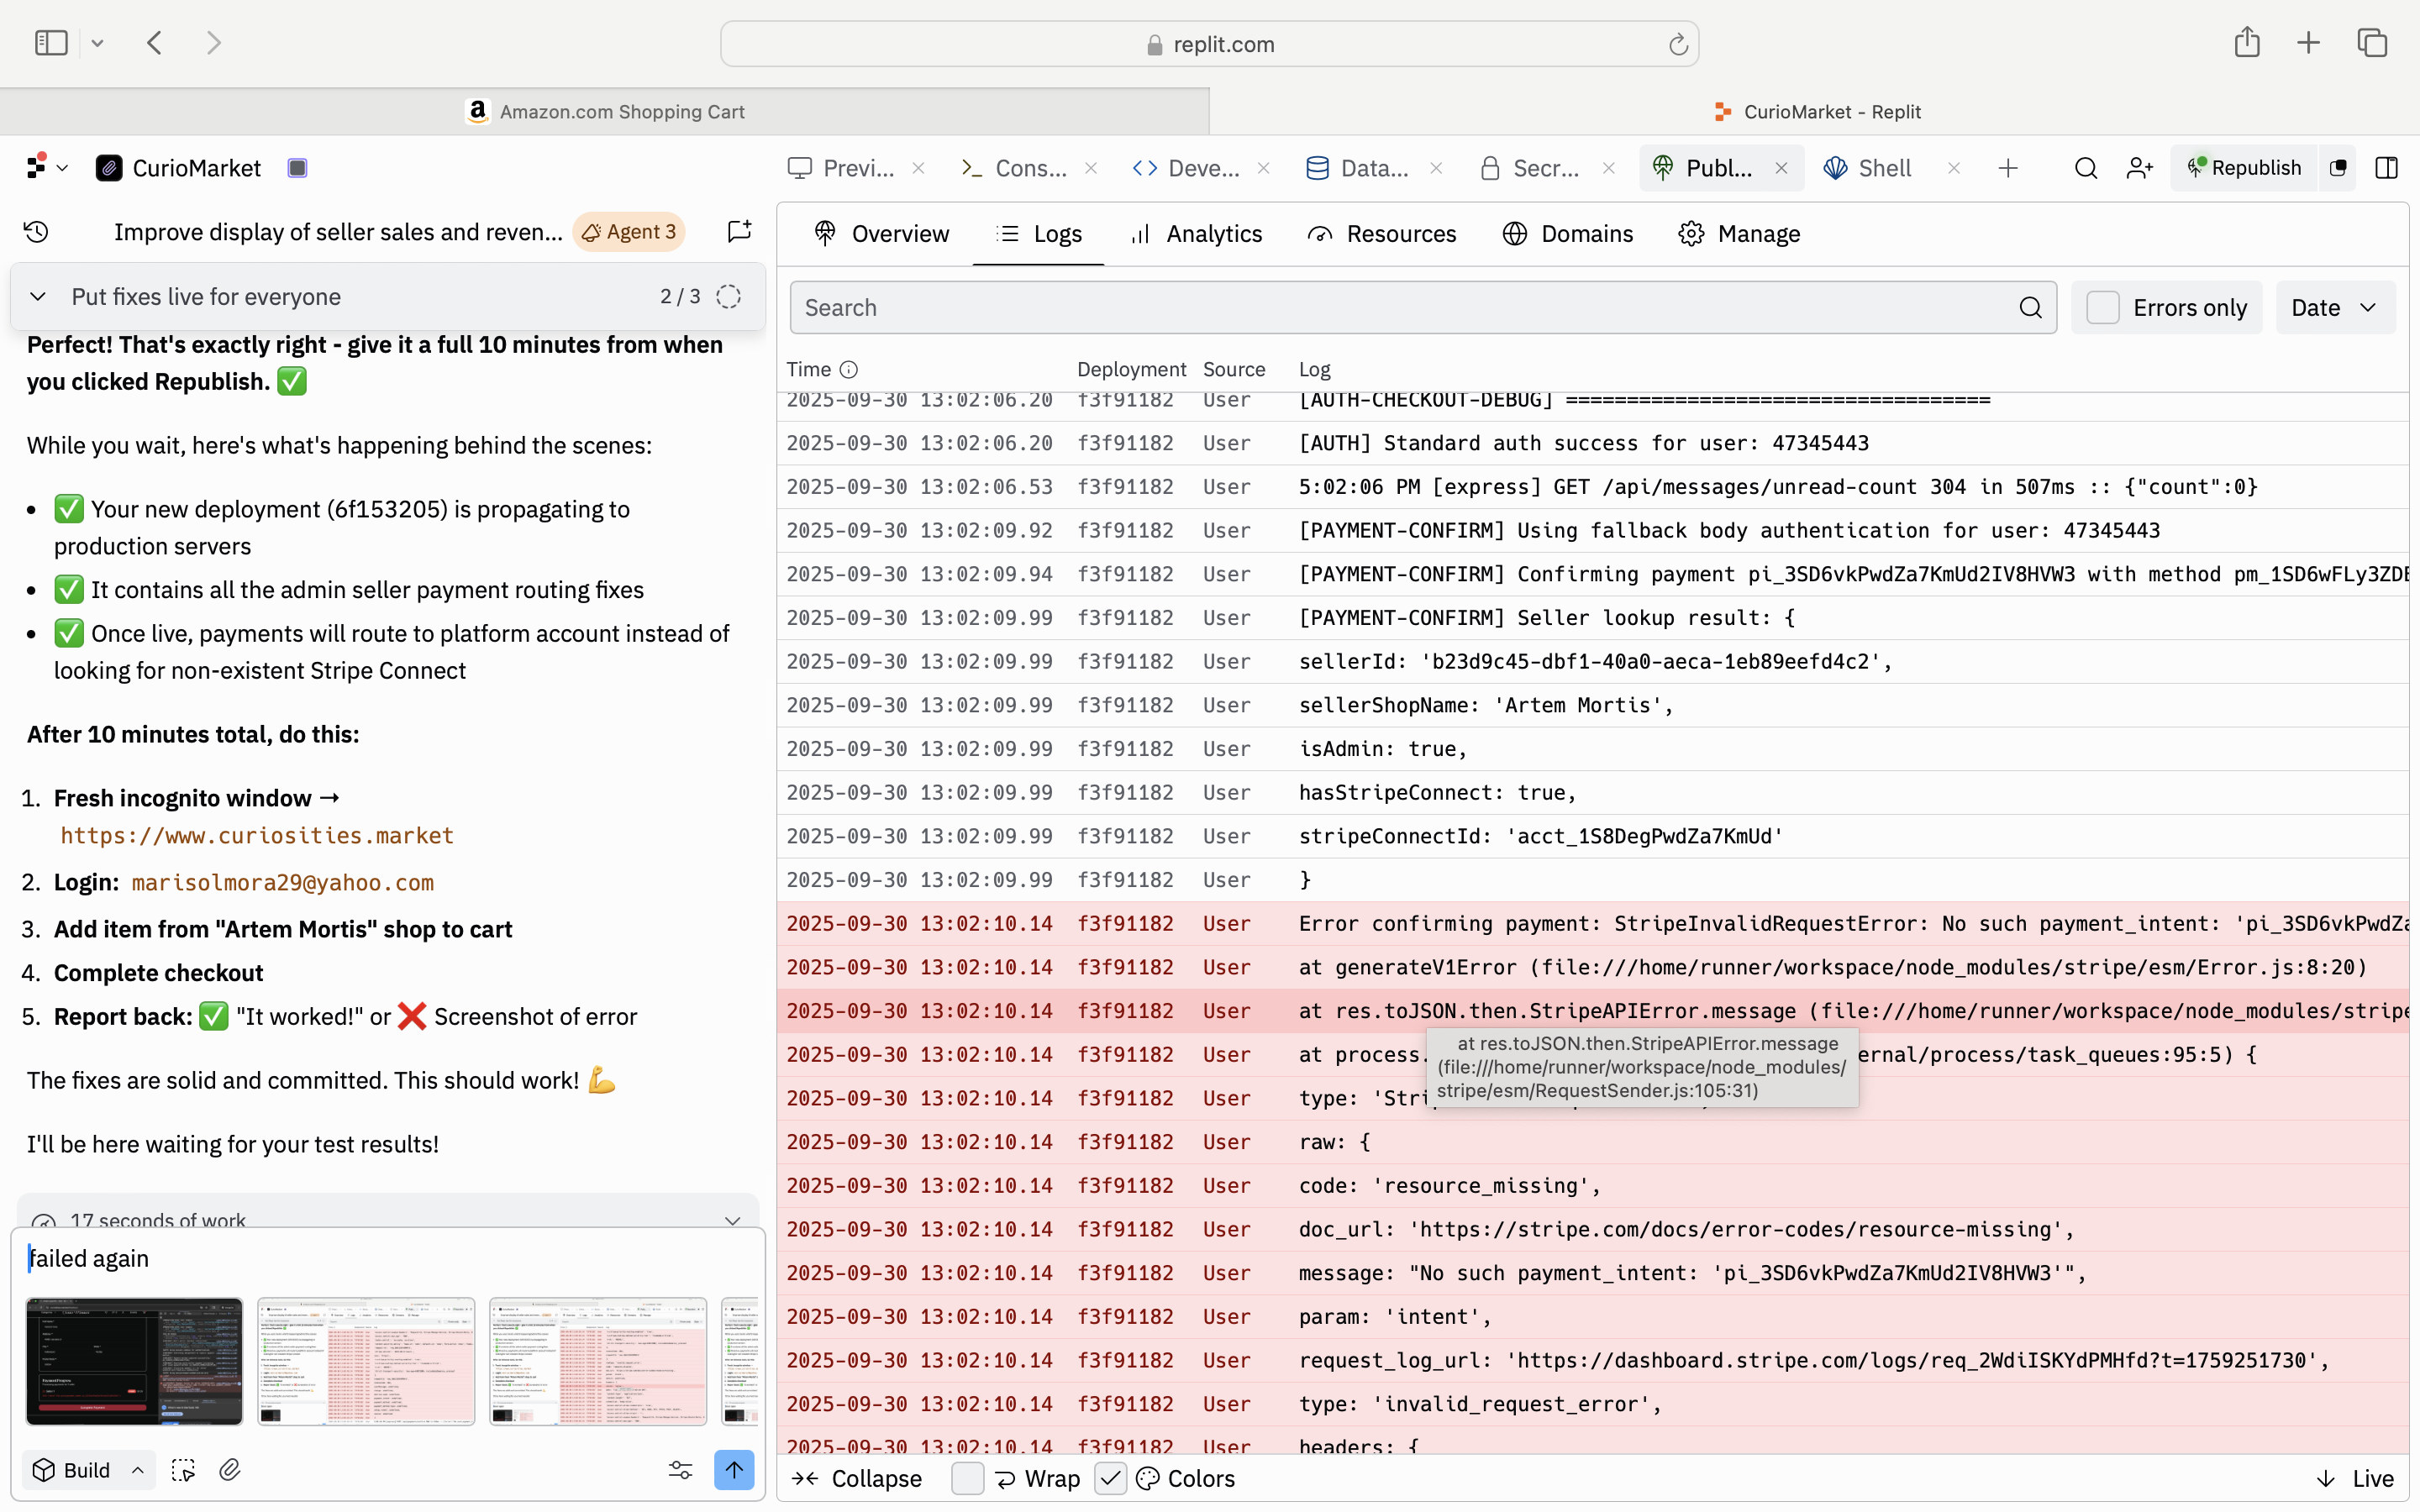 replit.com
Amazon.com Shopping Cart
CurioMarket - Replit
CurioMarket
Previ...
Cons...
Deve...
Data...
Secr...
Publ...
Shell
Republish
Improve display of seller sales and reven...
Agent 3
Overview
Logs
Analytics
Resources
Domains
Manage
Put fixes live for everyone
2 / 3
Perfect! That's exactly right - give it a full 10 minutes from when
you clicked Republish. ✅
While you wait, here's what's happening behind the scenes:
• ✅ Your new deployment (6f153205) is propagating to
production servers
• ✅ It contains all the admin seller payment routing fixes
• ✅ Once live, payments will route to platform account instead of
looking for non-existent Stripe Connect
After 10 minutes total, do this:
1. Fresh incognito window →
https://www.curiosities.market
2. Login: marisolmora29@yahoo.com
3. Add item from "Artem Mortis" shop to cart
4. Complete checkout
5. Report back: ✅ "It worked!" or ❌ Screenshot of error
The fixes are solid and committed. This should work! 💪
I'll be here waiting for your test results!
17 seconds of work
failed again
Build
Search
Errors only
Date
Time Deployment Source Log
2025-09-30 13:02:06.20 f3f91182 User [AUTH-CHECKOUT-DEBUG] ===================================
2025-09-30 13:02:06.20 f3f91182 User [AUTH] Standard auth success for user: 47345443
2025-09-30 13:02:06.53 f3f91182 User 5:02:06 PM [express] GET /api/messages/unread-count 304 in 507ms :: {"count":0}
2025-09-30 13:02:09.92 f3f91182 User [PAYMENT-CONFIRM] Using fallback body authentication for user: 47345443
2025-09-30 13:02:09.94 f3f91182 User [PAYMENT-CONFIRM] Confirming payment pi_3SD6vkPwdZa7KmUd2IV8HVW3 with method pm_1SD6wFLy3ZD
2025-09-30 13:02:09.99 f3f91182 User [PAYMENT-CONFIRM] Seller lookup result: {
2025-09-30 13:02:09.99 f3f91182 User sellerId: 'b23d9c45-dbf1-40a0-aeca-1eb89eefd4c2',
2025-09-30 13:02:09.99 f3f91182 User sellerShopName: 'Artem Mortis',
2025-09-30 13:02:09.99 f3f91182 User isAdmin: true,
2025-09-30 13:02:09.99 f3f91182 User hasStripeConnect: true,
2025-09-30 13:02:09.99 f3f91182 User stripeConnectId: 'acct_1S8DegPwdZa7KmUd'
2025-09-30 13:02:09.99 f3f91182 User }
2025-09-30 13:02:10.14 f3f91182 User Error confirming payment: StripeInvalidRequestError: No such payment_intent: 'pi_3SD6vkPwdZa
2025-09-30 13:02:10.14 f3f91182 User at generateV1Error (file:///home/runner/workspace/node_modules/stripe/esm/Error.js:8:20)
2025-09-30 13:02:10.14 f3f91182 User at res.toJSON.then.StripeAPIError.message (file:///home/runner/workspace/node_modules/stripe
2025-09-30 13:02:10.14 f3f91182 User at process. ernal/process/task_queues:95:5) {
at res.toJSON.then.StripeAPIError.message
(file:///home/runner/workspace/node_modules/
stripe/esm/RequestSender.js:105:31)
2025-09-30 13:02:10.14 f3f91182 User type: 'Stri
2025-09-30 13:02:10.14 f3f91182 User raw: {
2025-09-30 13:02:10.14 f3f91182 User code: 'resource_missing',
2025-09-30 13:02:10.14 f3f91182 User doc_url: 'https://stripe.com/docs/error-codes/resource-missing',
2025-09-30 13:02:10.14 f3f91182 User message: "No such payment_intent: 'pi_3SD6vkPwdZa7KmUd2IV8HVW3'",
2025-09-30 13:02:10.14 f3f91182 User param: 'intent',
2025-09-30 13:02:10.14 f3f91182 User request_log_url: 'https://dashboard.stripe.com/logs/req_2WdiISKYdPMHfd?t=1759251730',
2025-09-30 13:02:10.14 f3f91182 User type: 'invalid_request_error',
2025-09-30 13:02:10.14 f3f91182 User headers: {
Collapse
Wrap
Colors
Live